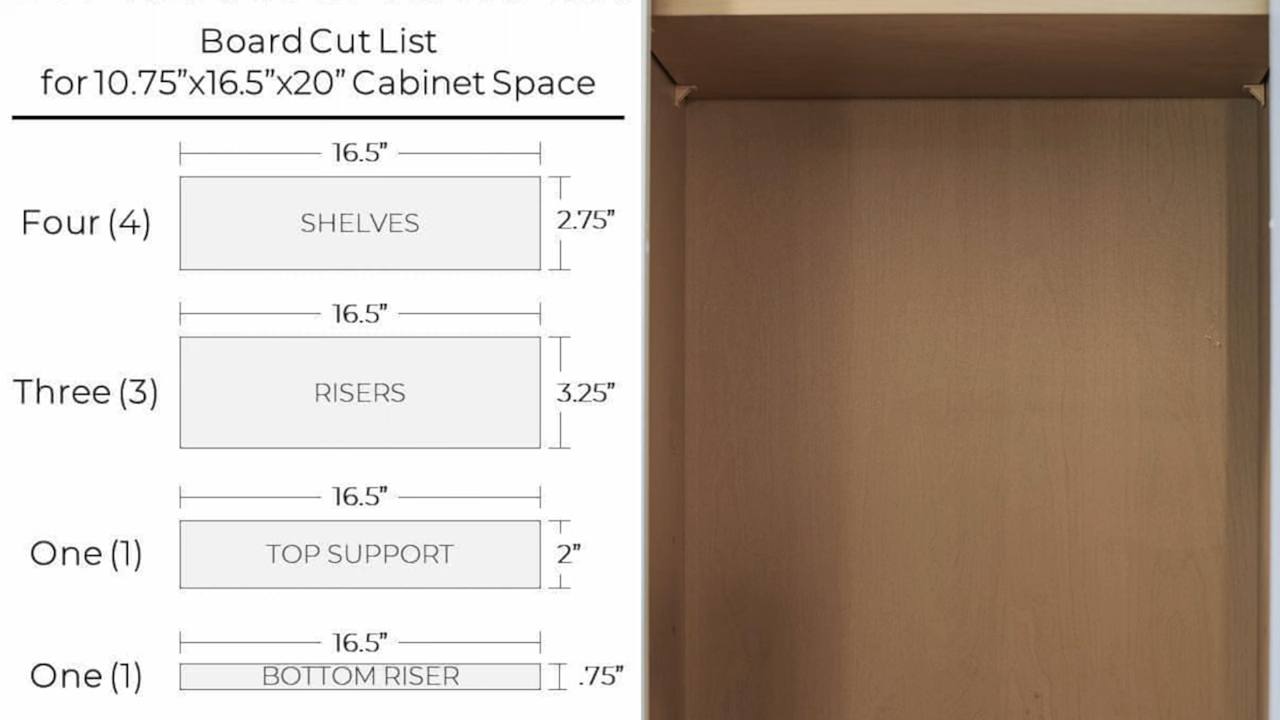 Board Cut List
for 10.75”x16.5”x20” Cabinet Space
16.5”
Four (4)
SHELVES
2.75”
16.5”
Three (3)
RISERS
3.25”
16.5”
One (1)
TOP SUPPORT
2”
16.5”
One (1)
BOTTOM RISER
.75”